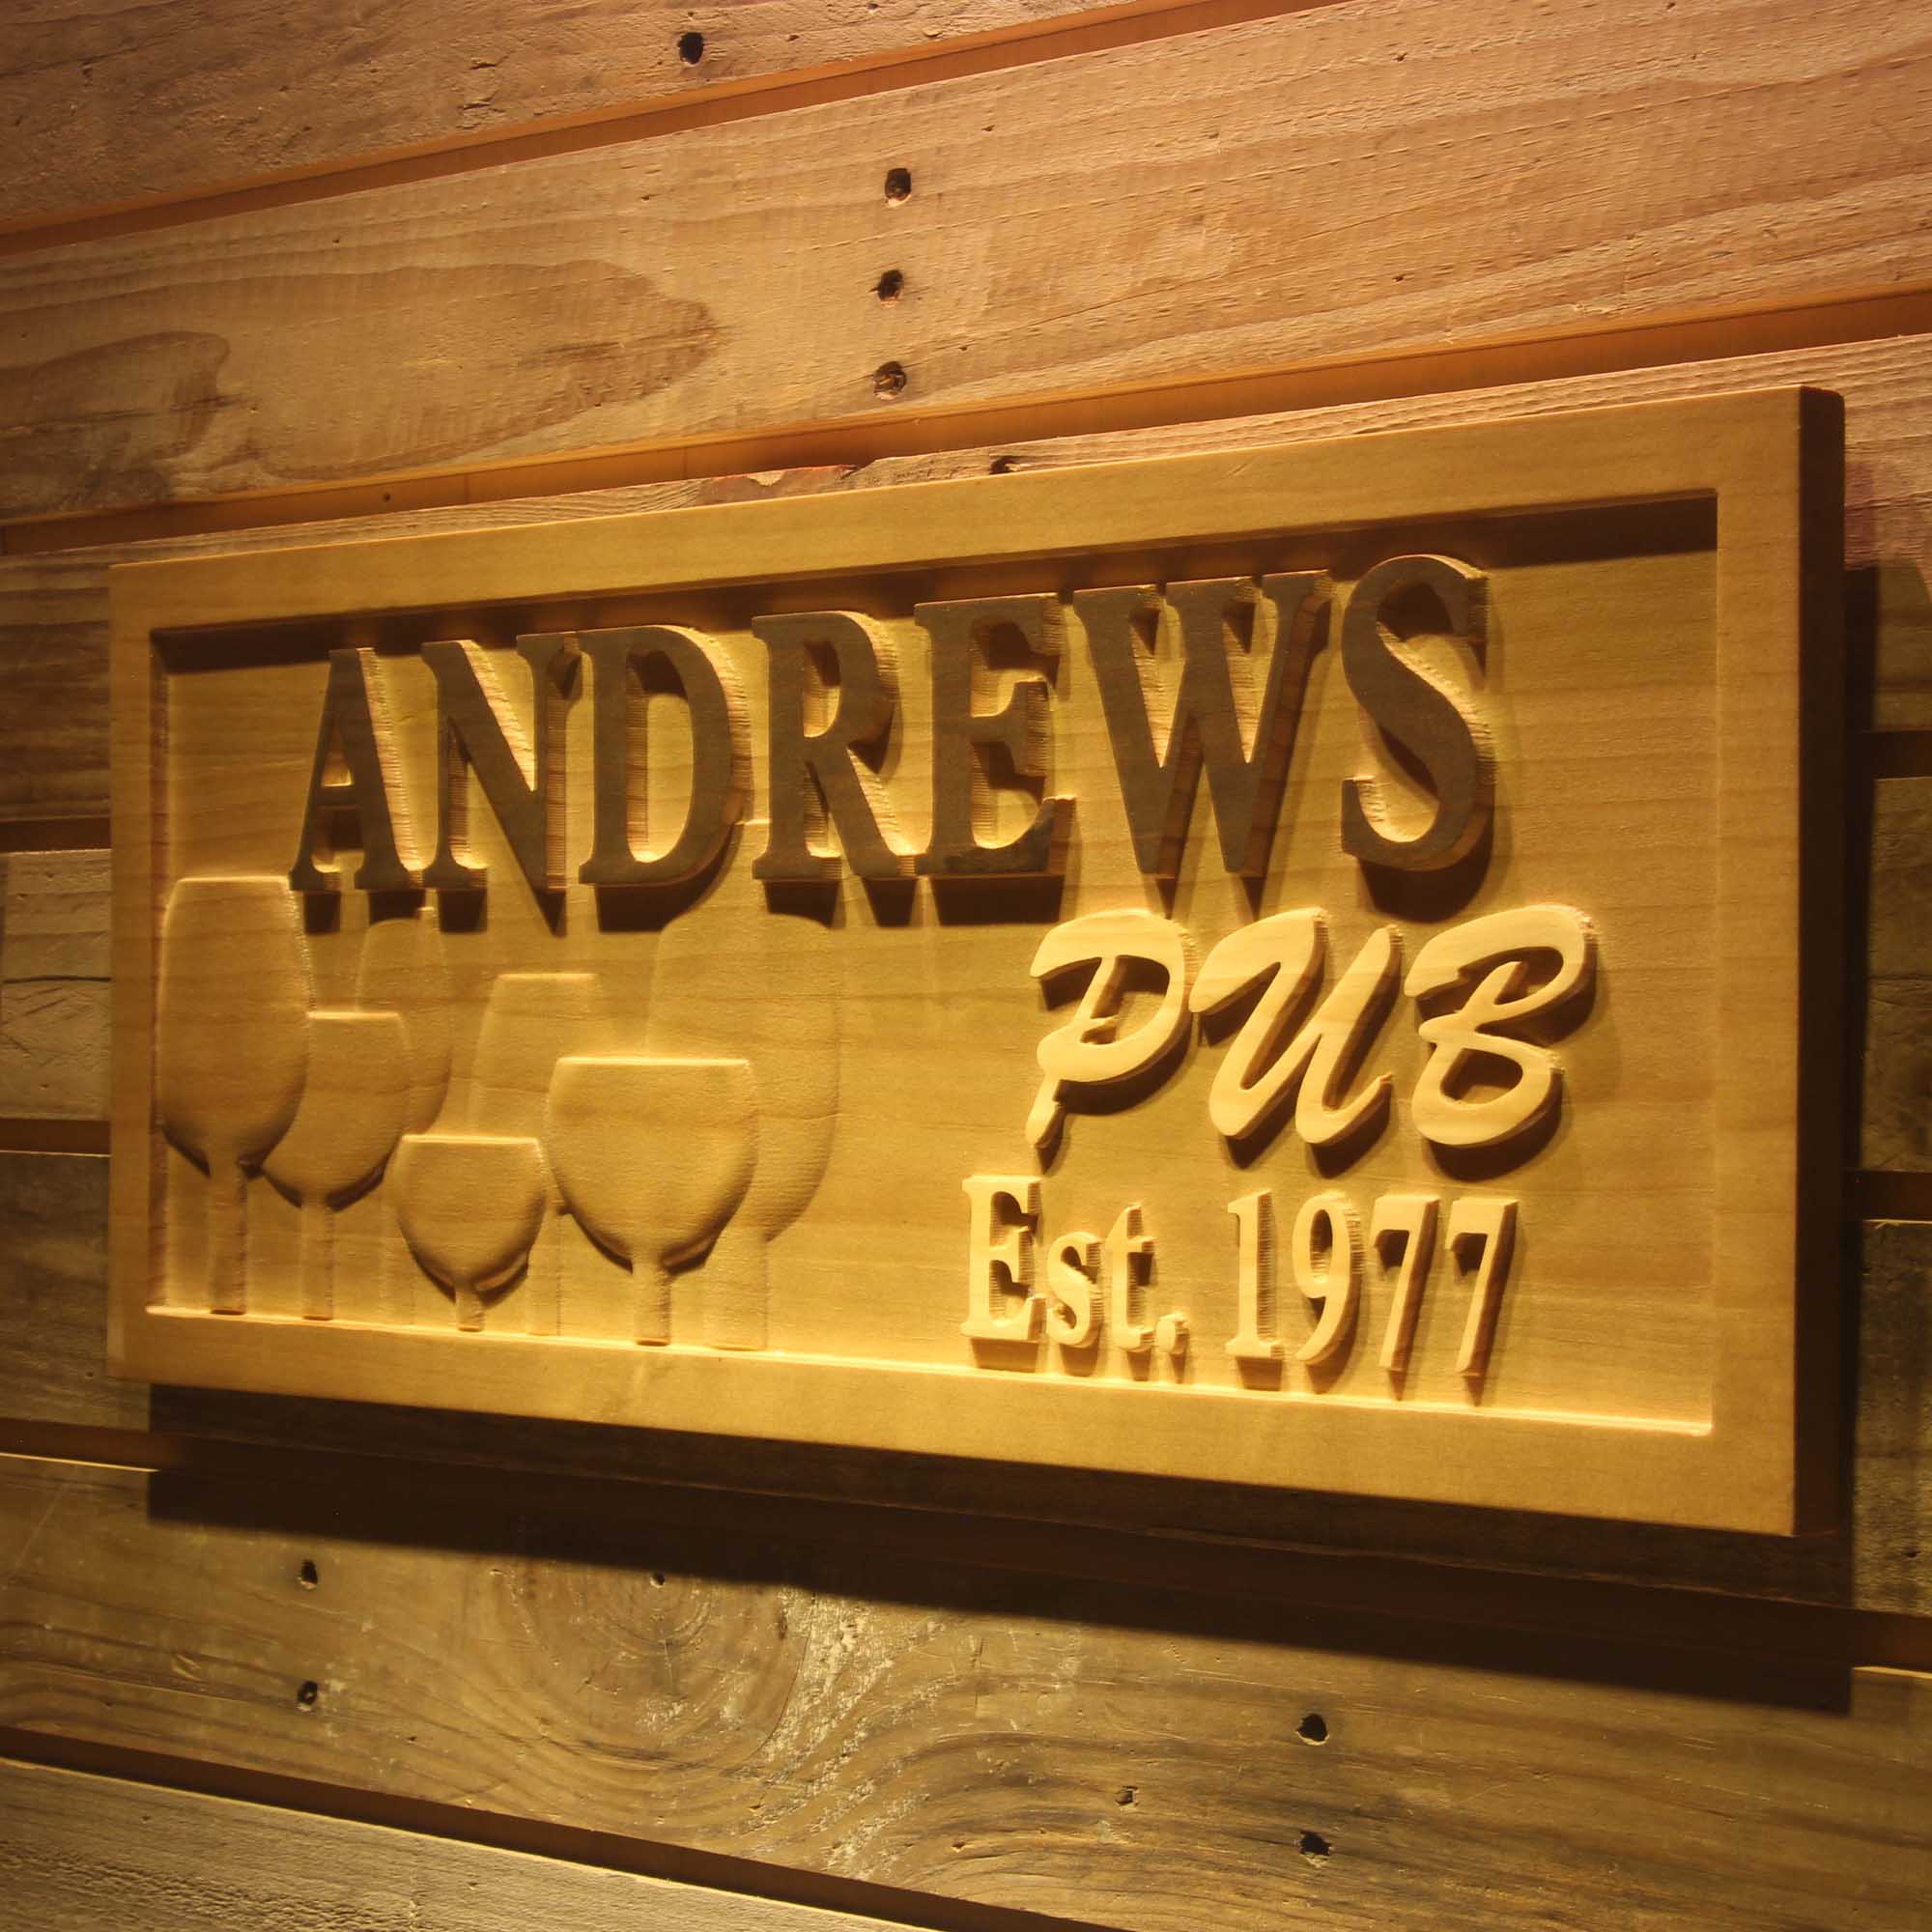 ANDREWS
PUB
Est. 1977